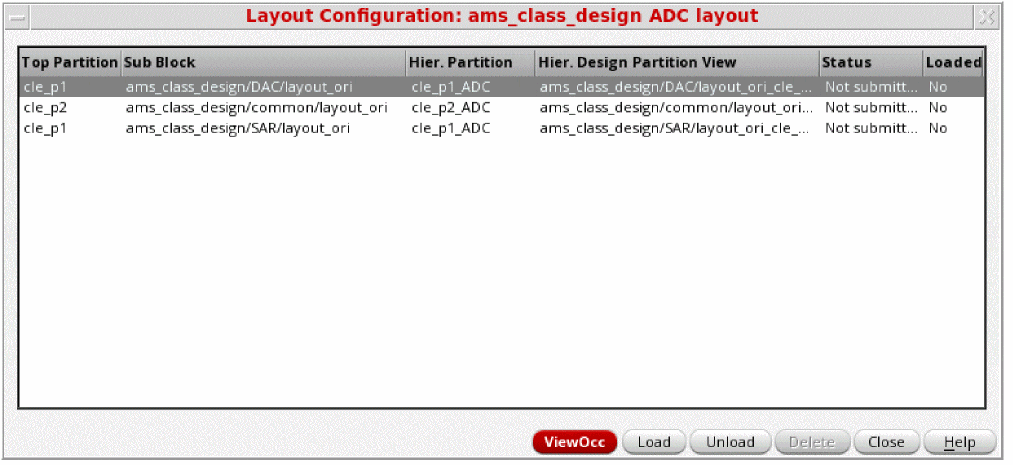 Layout Configuration: ams_class_design ADC layout
Top Partition Sub Block Hier. Partition Hier. Design Partition View Status Loaded
cle_p1 ams_class_design/DAC/layout_ori cle_p1_ADC ams_class_design/DAC/layout_ori_cle_... Not submitt... No
cle_p2 ams_class_design/common/layout_ori cle_p2_ADC ams_class_design/common/layout_ori... Not submitt... No
cle_p1 ams_class_design/SAR/layout_ori cle_p1_ADC ams_class_design/SAR/layout_ori_cle_... Not submitt... No
ViewOcc Load Unload Delete Close Help